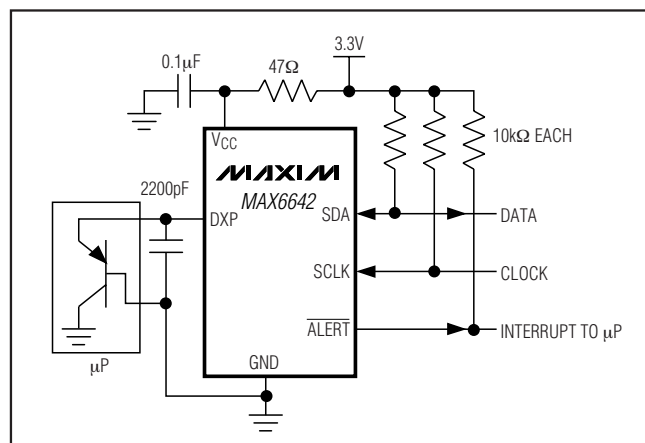 3.3V
0.1μF
47Ω
10kΩ EACH
VCC
MAXIM
MAX6642
2200pF
DXP
SDA
DATA
SCLK
CLOCK
ALERT
INTERRUPT TO μP
μP
GND